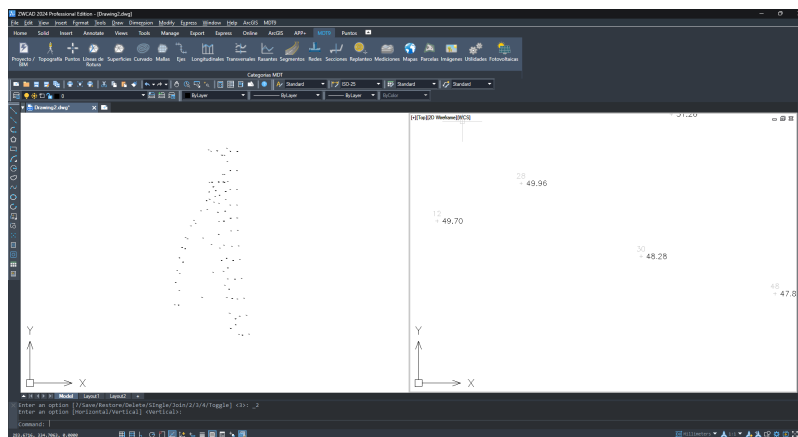 ZWCAD 2024 Professional Edition - [Drawing2.dwg]
File Edit View Insert Format Tools Draw Dimension Modify Express Window Help ArcGIS MDT9
Home Solid Insert Annotate Views Tools Manage Export Express Online ArcGIS APP+ MDT9 Puntos
Proyecto / BIM Topografía Puntos Líneas de Rotura Superficies Curvado Mallas Ejes Longitudinales Transversales Rasantes Segmentos Lote Redes Secciones Replanteo Mediciones Mapas Parcelas Imágenes Utilidades Fotovoltaicas
Categorías MDT
Standard ISO-25 Standard Standard
0 ByLayer ByLayer ByLayer ByColor
Drawing2.dwg*
[+][Top][2D Wireframe][WCS]
51.20
28
49.96
12
49.70
30
48.28
48
47.8
Y
X
Y
X
Model Layout1 Layout2 +
Enter an option [?/Save/Restore/Delete/SIngle/Join/2/3/4/Toggle] <3>: _2
Enter an option [Horizontal/Vertical] <Vertical>:
Command:
Millimeters